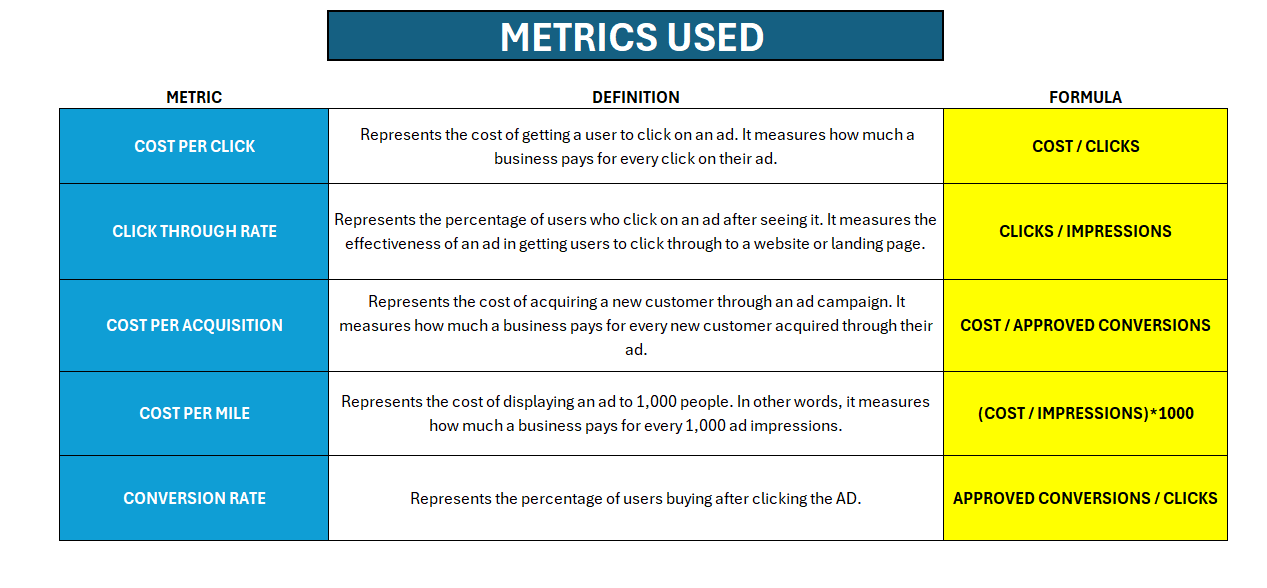 METRICS USED
METRIC DEFINITION FORMULA
COST PER CLICK
Represents the cost of getting a user to click on an ad. It measures how much a
business pays for every click on their ad.
COST / CLICKS
CLICK THROUGH RATE
Represents the percentage of users who click on an ad after seeing it. It measures the
effectiveness of an ad in getting users to click through to a website or landing page.
CLICKS / IMPRESSIONS
COST PER ACQUISITION
Represents the cost of acquiring a new customer through an ad campaign. It
measures how much a business pays for every new customer acquired through their
ad.
COST / APPROVED CONVERSIONS
COST PER MILE
Represents the cost of displaying an ad to 1,000 people. In other words, it measures
how much a business pays for every 1,000 ad impressions.
(COST / IMPRESSIONS)*1000
CONVERSION RATE
Represents the percentage of users buying after clicking the AD.
APPROVED CONVERSIONS / CLICKS